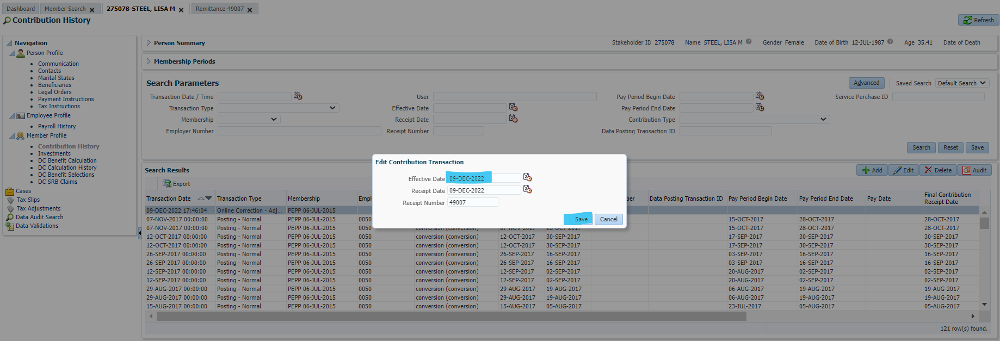 Dashboard Member Search 275078-STEEL, LISA M Remittance-49007
Contribution History Refresh
Navigation
Person Profile
Communication
Contacts
Marital Status
Beneficiaries
Legal Orders
Payment Instructions
Tax Instructions
Employee Profile
Payroll History
Member Profile
Contribution History
Investments
DC Benefit Calculation
DC Calculation History
DC Benefit Selections
DC SRB Claims
Cases
Tax Slips
Tax Adjustments
Data Audit Search
Data Validations
Person Summary Stakeholder ID 275078 Name STEEL, LISA M Gender Female Date of Birth 12-JUL-1987 Age 35.41 Date of Death
Membership Periods
Search Parameters Advanced Saved Search Default Search
Transaction Date / Time User Pay Period Begin Date Service Purchase ID
Transaction Type Effective Date Pay Period End Date
Membership Receipt Date Contribution Type
Employer Number Receipt Number Data Posting Transaction ID
Search Reset Save
Edit Contribution Transaction
Effective Date 09-DEC-2022
Receipt Date 09-DEC-2022
Receipt Number 49007
Save Cancel
Search Results Add Edit Delete Audit
Export
Transaction Date Transaction Type Membership Data Posting Transaction ID Pay Period Begin Date Pay Period End Date Pay Date Final Contribution Receipt Date
09-DEC-2022 17:46:04 Online Correction - Adj... PEPP 06-JUL-2015
07-NOV-2017 00:00:00 Posting - Normal PEPP 06-JUL-2015 0050 15-OCT-2017 28-OCT-2017 28-OCT-2017
07-NOV-2017 00:00:00 Posting - Normal PEPP 06-JUL-2015 0050 conversion (conversion) 07-NOV-2017 28-OCT-2017 15-OCT-2017 28-OCT-2017 28-OCT-2017
12-OCT-2017 00:00:00 Posting - Normal PEPP 06-JUL-2015 0050 conversion (conversion) 12-OCT-2017 30-SEP-2017 17-SEP-2017 30-SEP-2017 30-SEP-2017
12-OCT-2017 00:00:00 Posting - Normal PEPP 06-JUL-2015 0050 conversion (conversion) 12-OCT-2017 30-SEP-2017 17-SEP-2017 30-SEP-2017 30-SEP-2017
26-SEP-2017 00:00:00 Posting - Normal PEPP 06-JUL-2015 0050 conversion (conversion) 26-SEP-2017 16-SEP-2017 03-SEP-2017 16-SEP-2017 16-SEP-2017
26-SEP-2017 00:00:00 Posting - Normal PEPP 06-JUL-2015 0050 conversion (conversion) 26-SEP-2017 16-SEP-2017 03-SEP-2017 16-SEP-2017 16-SEP-2017
12-SEP-2017 00:00:00 Posting - Normal PEPP 06-JUL-2015 0050 conversion (conversion) 12-SEP-2017 02-SEP-2017 20-AUG-2017 02-SEP-2017 02-SEP-2017
12-SEP-2017 00:00:00 Posting - Normal PEPP 06-JUL-2015 0050 conversion (conversion) 12-SEP-2017 02-SEP-2017 20-AUG-2017 02-SEP-2017 02-SEP-2017
29-AUG-2017 00:00:00 Posting - Normal PEPP 06-JUL-2015 0050 conversion (conversion) 29-AUG-2017 19-AUG-2017 06-AUG-2017 19-AUG-2017 19-AUG-2017
29-AUG-2017 00:00:00 Posting - Normal PEPP 06-JUL-2015 0050 conversion (conversion) 29-AUG-2017 19-AUG-2017 06-AUG-2017 19-AUG-2017 19-AUG-2017
15-AUG-2017 00:00:00 Posting - Normal PEPP 06-JUL-2015 0050 conversion (conversion) 15-AUG-2017 05-AUG-2017 23-JUL-2017 05-AUG-2017 05-AUG-2017
121 row(s) found.